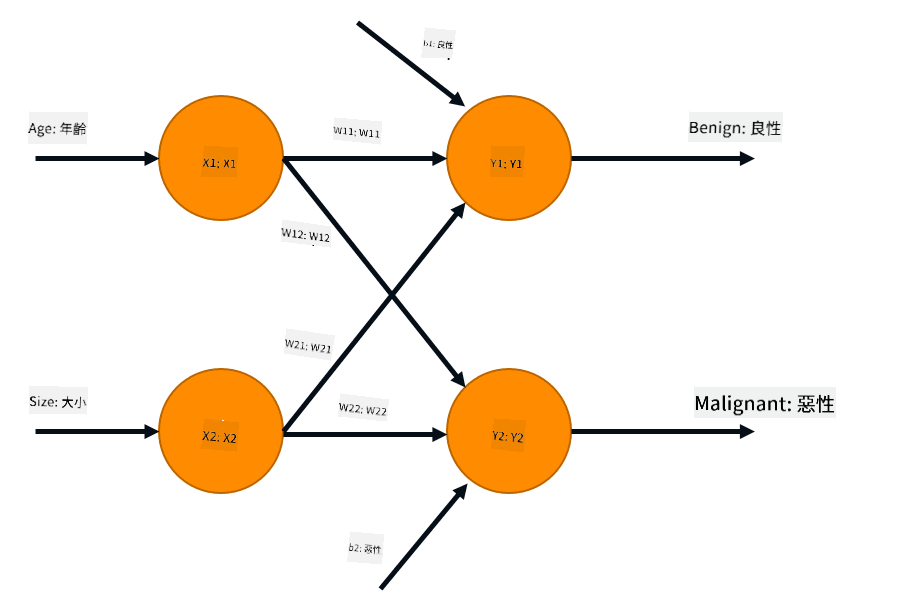 b1: 良性
Age: 年齡
W11; W11
Benign: 良性
X1; X1
Y1; Y1
W12; W12
W21; W21
Size: 大小
W22; W22
Malignant: 惡性
X2; X2
Y2; Y2
b2; 惡性